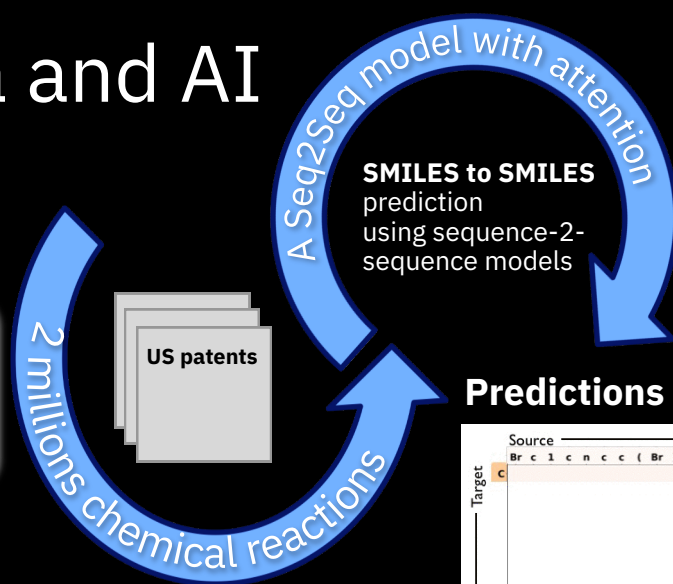 and AI
A Seq2Seq model with attention
SMILES to SMILES
prediction
using sequence-2-
sequence models
US patents
2 millions chemical reactions
Predictions
Source
Br c 1 c n c c ( Br
Target
C